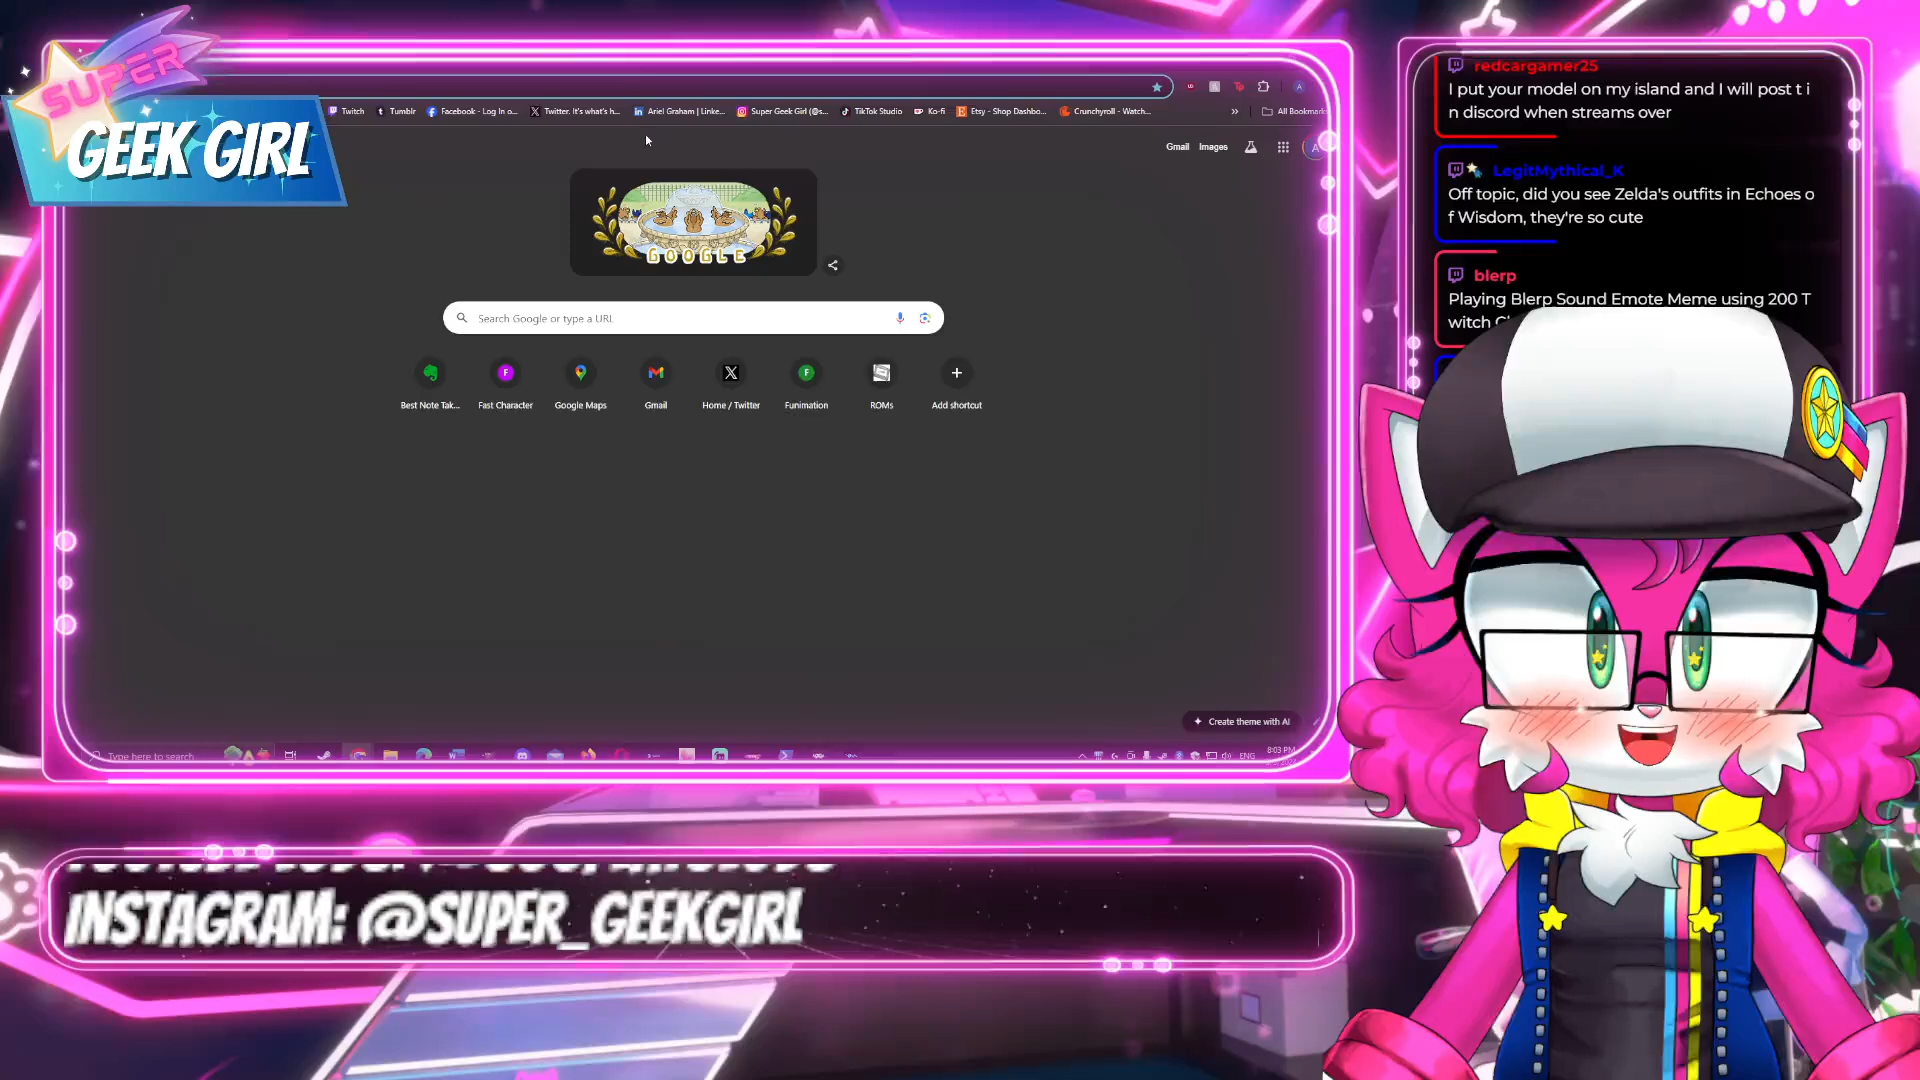 SUPER
GEEK GIRL
Twitch
Tumblr
Facebook - Log In o...
Twitter. It's what's h...
Ariel Graham | Linke...
Super Geek Girl (@s...
TikTok Studio
Ko-fi
Etsy - Shop Dashbo...
Crunchyroll - Watch...
»
All Bookmarks
Gmail
Images
A
GOOGLE
Search Google or type a URL
Best Note Tak...
F
Fast Character
Google Maps
Gmail
Home / Twitter
F
Funimation
ROMs
Add shortcut
Create theme with AI
Type here to search
ENG
8:03 PM
INSTAGRAM: @SUPER_GEEKGIRL
redcargamer25
I put your model on my island and I will post t i
n discord when streams over
LegitMythical_K
Off topic, did you see Zelda's outfits in Echoes o
f Wisdom, they're so cute
blerp
Playing Blerp Sound Emote Meme using 200 T
witch